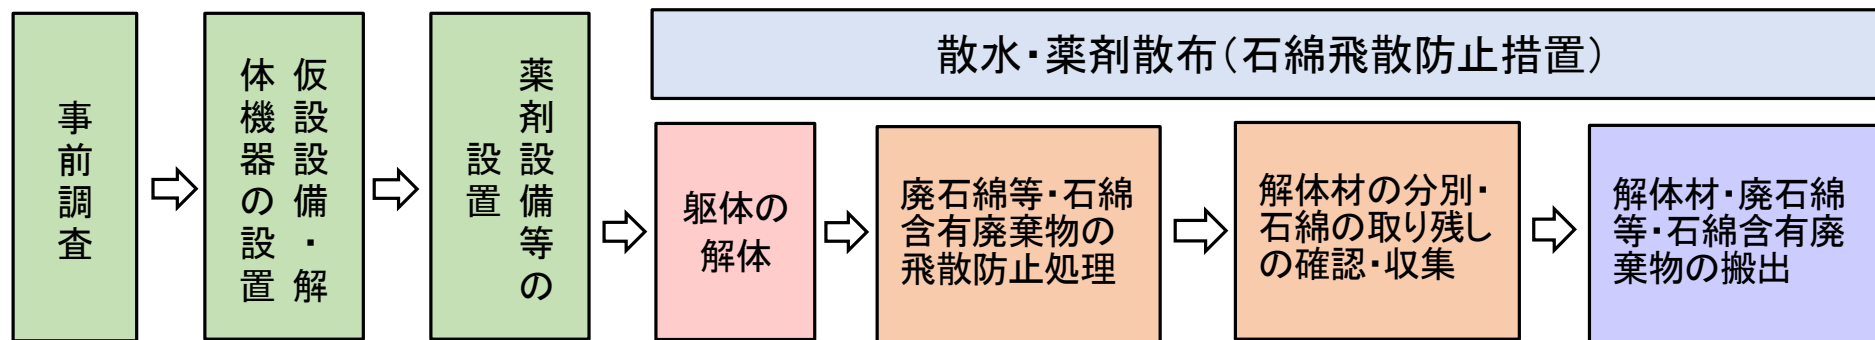 事前調査
仮設設備・解
体機器の設置
薬剤設備等の
設置
散水・薬剤散布(石綿飛散防止措置)
躯体の
解体
廃石綿等・石綿
含有廃棄物の
飛散防止処理
解体材の分別・
石綿の取り残し
の確認・収集
解体材・廃石綿
等・石綿含有廃
棄物の搬出